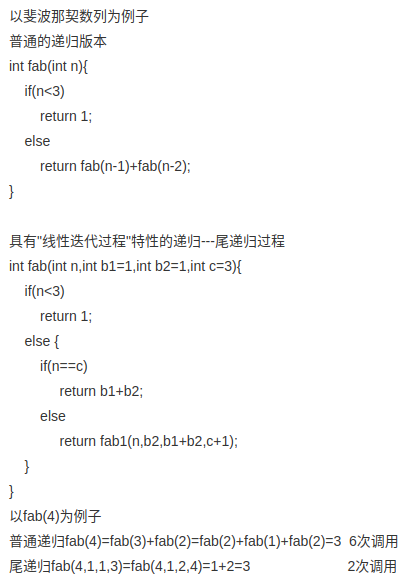 以斐波那契数列为例子
普通的递归版本
int fab(int n){
    if(n<3)
        return 1;
    else
        return fab(n-1)+fab(n-2);
}

具有"线性迭代过程"特性的递归---尾递归过程
int fab(int n,int b1=1,int b2=1,int c=3){
    if(n<3)
        return 1;
    else {
        if(n==c)
             return b1+b2;
        else
             return fab1(n,b2,b1+b2,c+1);
    }
}
以fab(4)为例子
普通递归fab(4)=fab(3)+fab(2)=fab(2)+fab(1)+fab(2)=3  6次调用
尾递归fab(4,1,1,3)=fab(4,1,2,4)=1+2=3                         2次调用